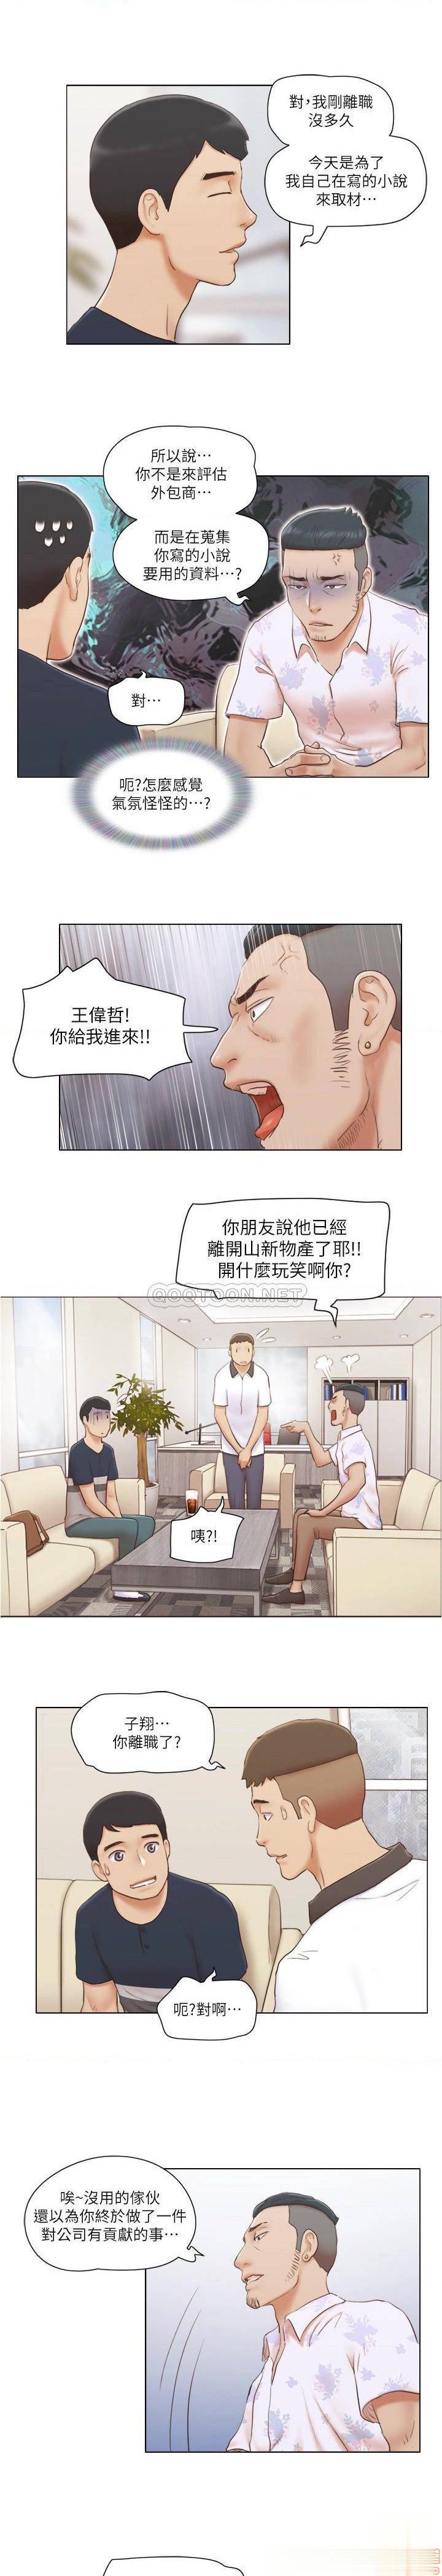 對，我剛離職
沒多久
今天是為了
我自己在寫的小說
來取材…
所以說…
你不是來評估
外包商…
而是在蒐集
你寫的小說
要用的資料…?
對…
呃?怎麼感覺
氣氛怪怪的…?
王偉哲!
你給我進來!!
你朋友說他已經
離開山新物產了耶!!
開什麼玩笑啊你?
QOOTOON.NET
咦?!
子翔…
你離職了?
呃?對啊…
唉~沒用的傢伙
還以為你終於做了一件
對公司有貢獻的事…